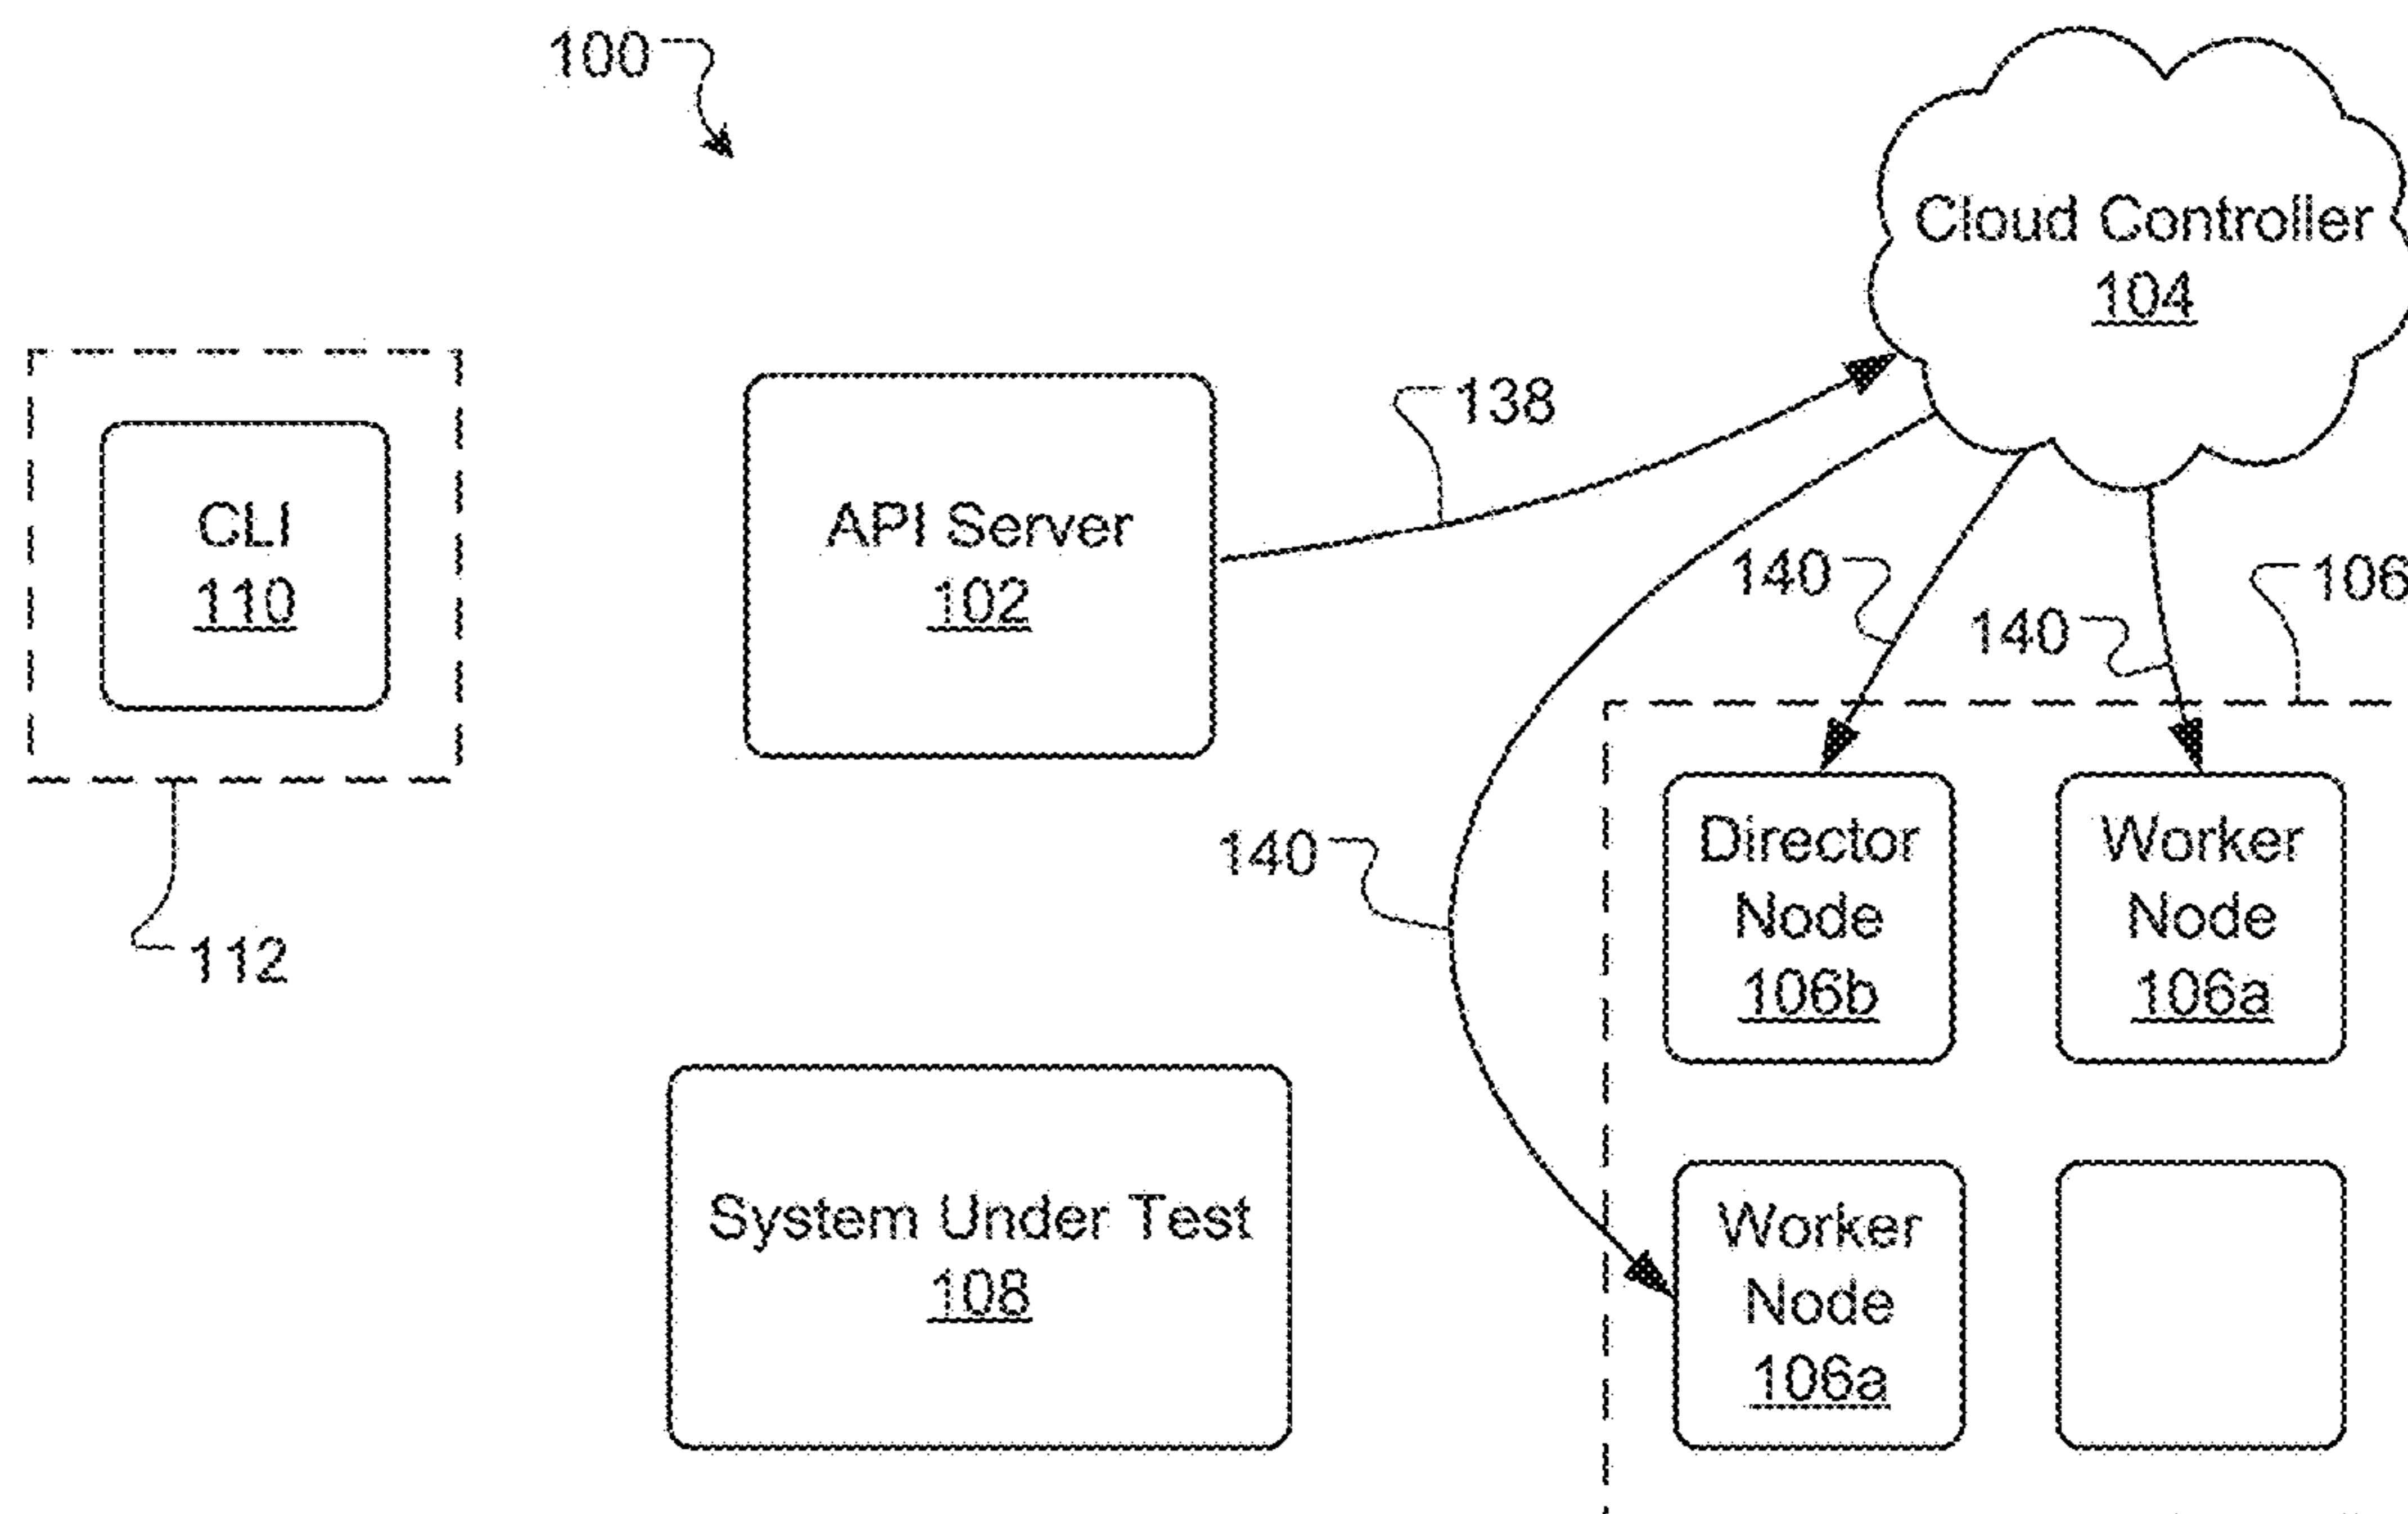 100
Cloud Controller
104
138
CLI
110
API Server
102
140
140
106
112
140
Director
Node
106b
Worker
Node
106a
System Under Test
108
Worker
Node
106a